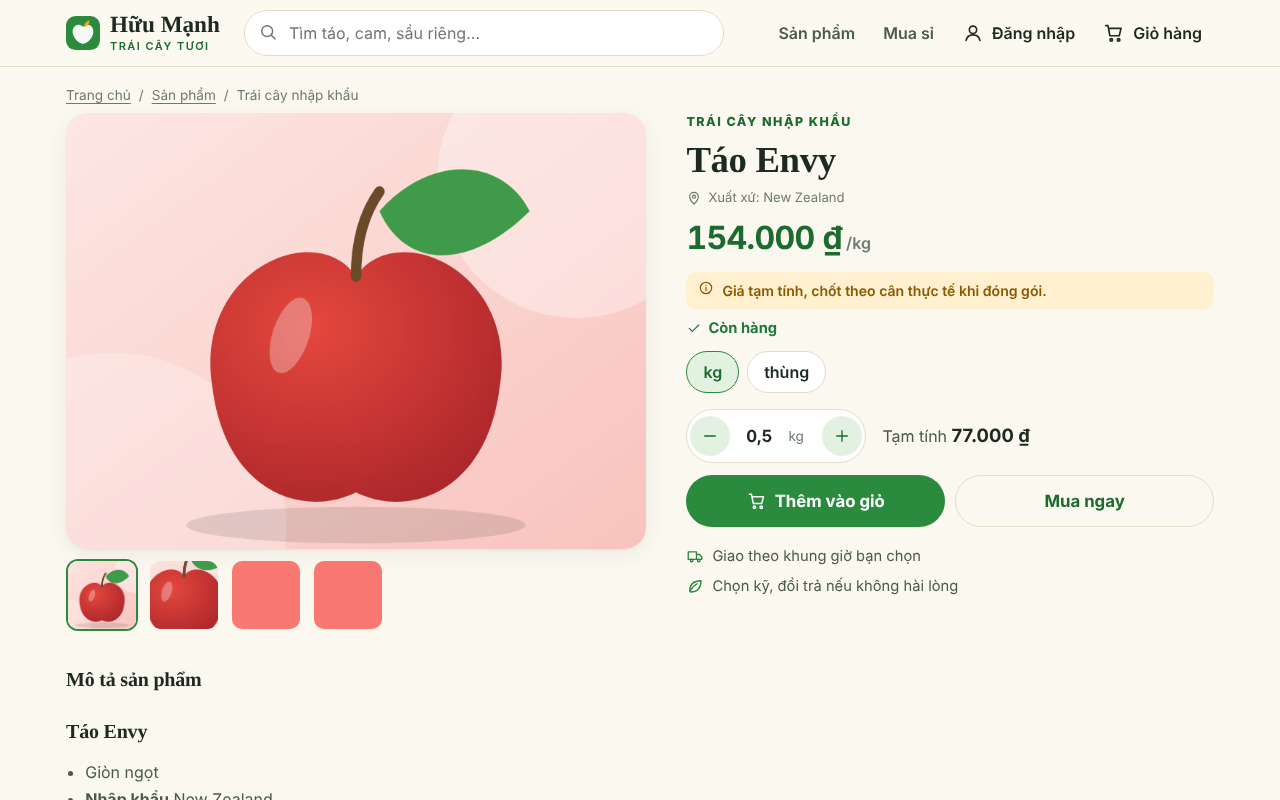 Hữu Mạnh
TRÁI CÂY TƯƠI
Tìm táo, cam, sầu riêng...
Sản phẩm
Mua sỉ
Đăng nhập
Giỏ hàng
Trang chủ / Sản phẩm / Trái cây nhập khẩu
TRÁI CÂY NHẬP KHẨU
Táo Envy
Xuất xứ: New Zealand
154.000 ₫ /kg
Giá tạm tính, chốt theo cân thực tế khi đóng gói.
Còn hàng
kg
thùng
0,5 kg
Tạm tính 77.000 ₫
Thêm vào giỏ
Mua ngay
Giao theo khung giờ bạn chọn
Chọn kỹ, đổi trả nếu không hài lòng
Mô tả sản phẩm
Táo Envy
• Giòn ngọt
• Nhập khẩu New Zealand